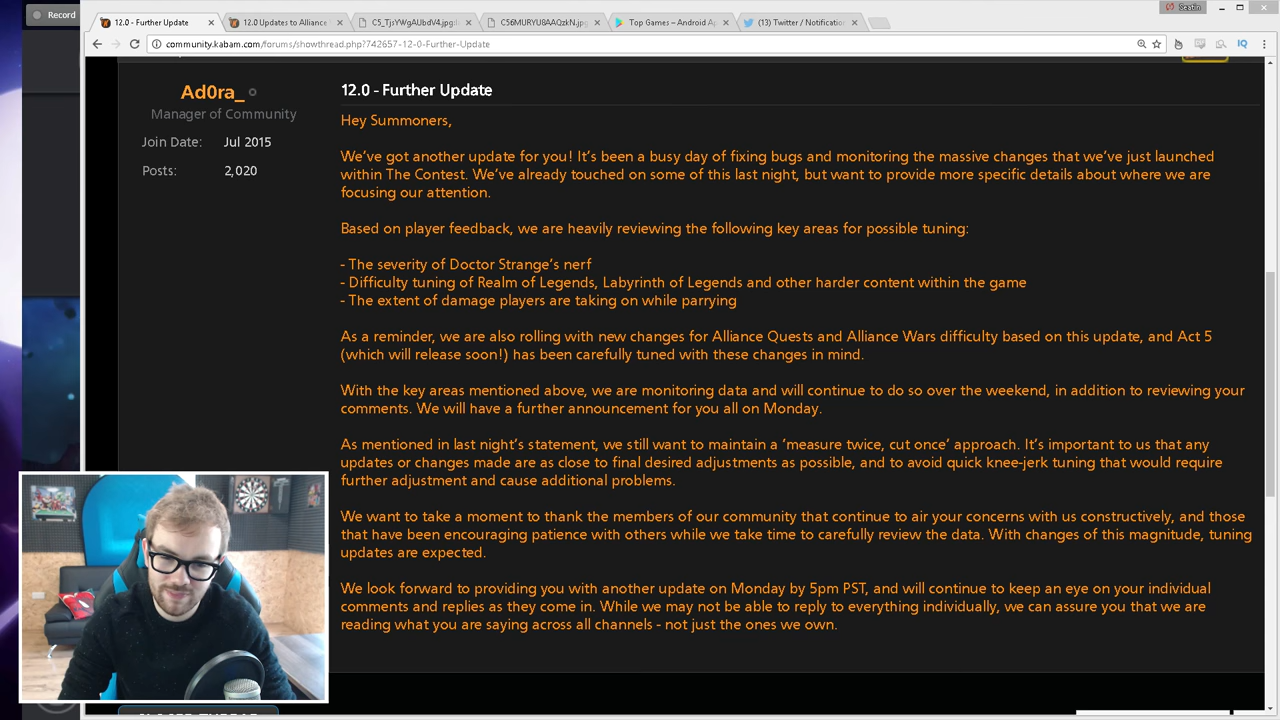 Record
12.0 - Further Update
12.0 Updates to Alliance
C5_TjsYWgAUbdV4.jpg:
C56MURYU8AAQzkN.jpg
Top Games – Android A
(13) Twitter / Notification
community.kabam.com/forums/showthread.php?742657-12-0-Further-Update
IQ
Ad0ra_
Manager of Community
Join Date: Jul 2015
Posts: 2,020
12.0 - Further Update
Hey Summoners,
We've got another update for you! It's been a busy day of fixing bugs and monitoring the massive changes that we've just launched
within The Contest. We've already touched on some of this last night, but want to provide more specific details about where we are
focusing our attention.
Based on player feedback, we are heavily reviewing the following key areas for possible tuning:
- The severity of Doctor Strange's nerf
- Difficulty tuning of Realm of Legends, Labyrinth of Legends and other harder content within the game
- The extent of damage players are taking on while parrying
As a reminder, we are also rolling with new changes for Alliance Quests and Alliance Wars difficulty based on this update, and Act 5
(which will release soon!) has been carefully tuned with these changes in mind.
With the key areas mentioned above, we are monitoring data and will continue to do so over the weekend, in addition to reviewing your
comments. We will have a further announcement for you all on Monday.
As mentioned in last night's statement, we still want to maintain a 'measure twice, cut once' approach. It's important to us that any
updates or changes made are as close to final desired adjustments as possible, and to avoid quick knee-jerk tuning that would require
further adjustment and cause additional problems.
We want to take a moment to thank the members of our community that continue to air your concerns with us constructively, and those
that have been encouraging patience with others while we take time to carefully review the data. With changes of this magnitude, tuning
updates are expected.
We look forward to providing you with another update on Monday by 5pm PST, and will continue to keep an eye on your individual
comments and replies as they come in. While we may not be able to reply to everything individually, we can assure you that we are
reading what you are saying across all channels - not just the ones we own.